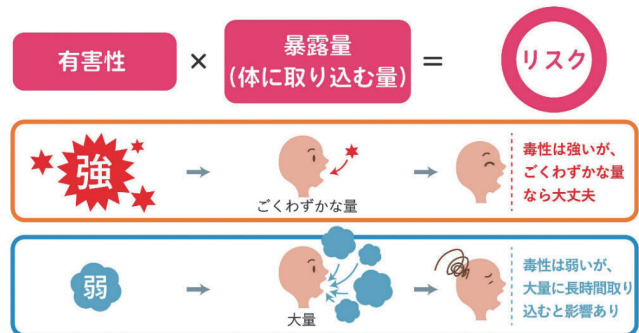 有害性
×
暴露量
(体に取り込む量)
=
リスク
強
ごくわずかな量
毒性は強いが、
ごくわずかな量
なら大丈夫
弱
大量
毒性は弱いが、
大量に長時間取り
込むと影響あり